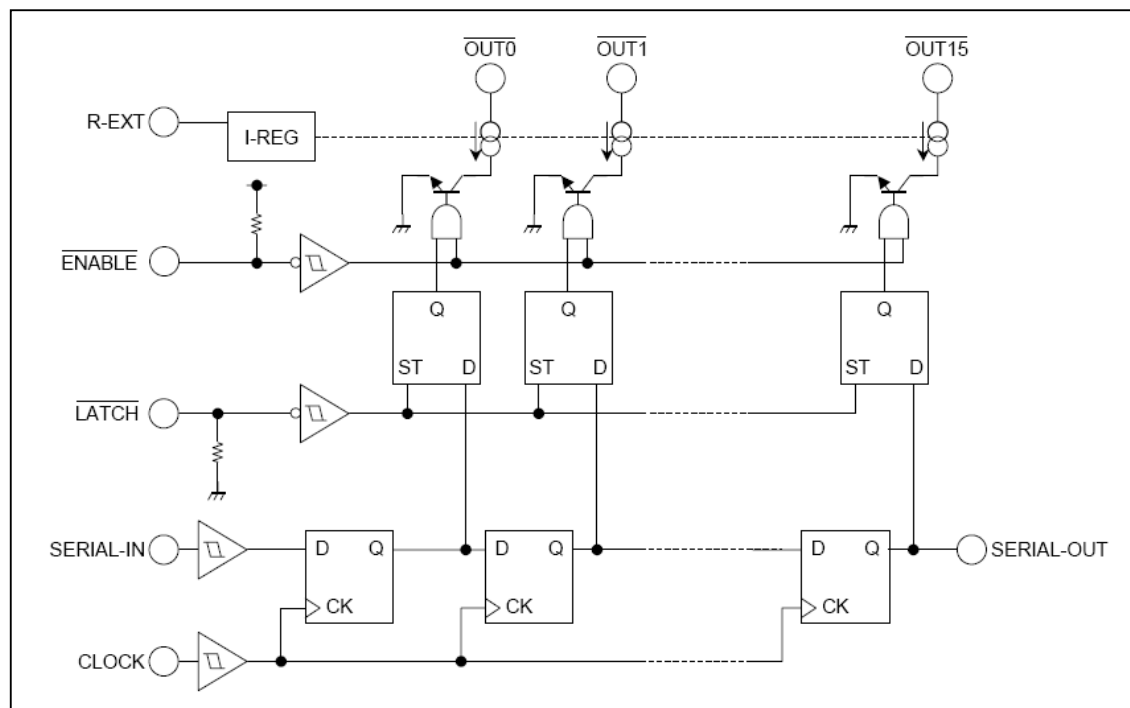 OUT0 OUT1 OUT15
R-EXT
I-REG
ENABLE
Q Q Q
ST D ST D ST D
LATCH
SERIAL-IN
D Q D Q D Q
SERIAL-OUT
CK CK CK
CLOCK